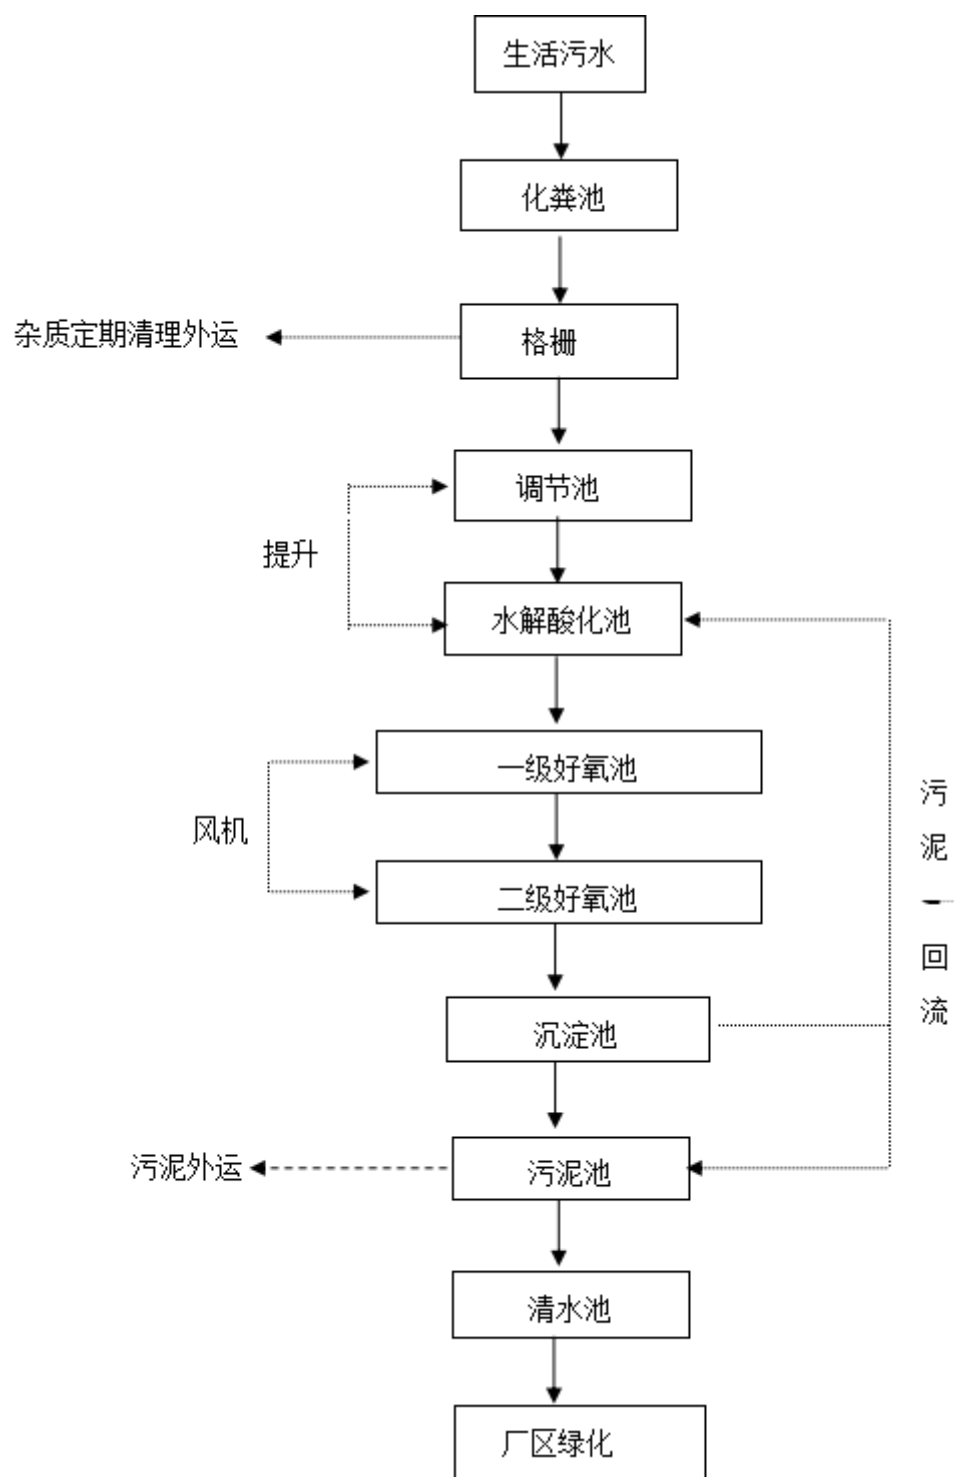 生活污水
化粪池
杂质定期清理外运
格栅
调节池
提升
水解酸化池
一级好氧池
风机
二级好氧池
污泥回流
沉淀池
污泥外运
污泥池
清水池
厂区绿化